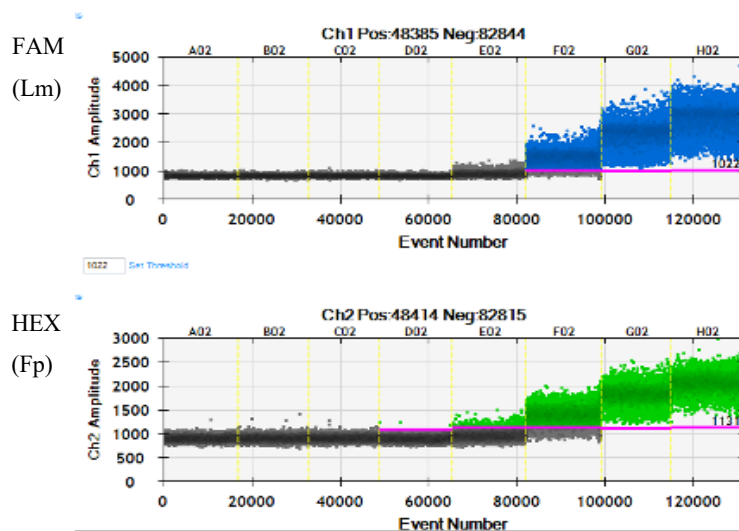 FAM
(Lm)
Ch1 Pos:48385 Neg:82844
A02 B02 C02 D02 E02 F02 G02 H02
Ch1 Amplitude
5000
4000
3000
2000
1000
0
1022
0 20000 40000 60000 80000 100000 120000
Event Number
1022 Set Threshold
HEX
(Fp)
Ch2 Pos:48414 Neg:82815
A02 B02 C02 D02 E02 F02 G02 H02
Ch2 Amplitude
3000
2500
2000
1500
1000
500
0
1131
0 20000 40000 60000 80000 100000 120000
Event Number